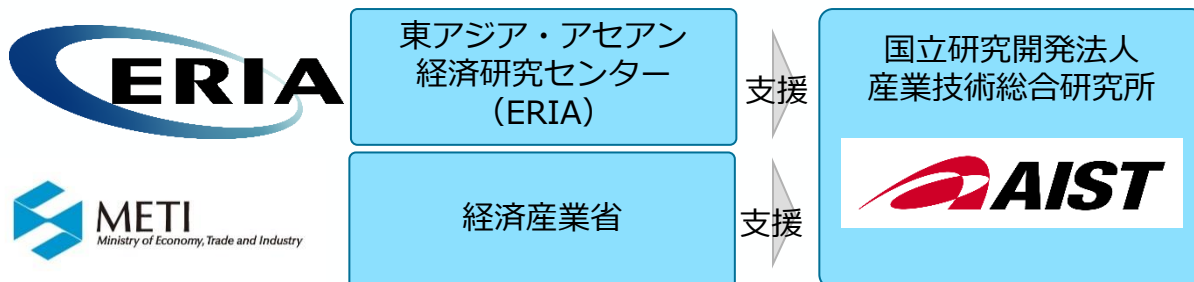 ERIA
東アジア・アセアン
経済研究センター
（ERIA）
支援
国立研究開発法人
産業技術総合研究所
AIST
METI
Ministry of Economy, Trade and Industry
経済産業省
支援